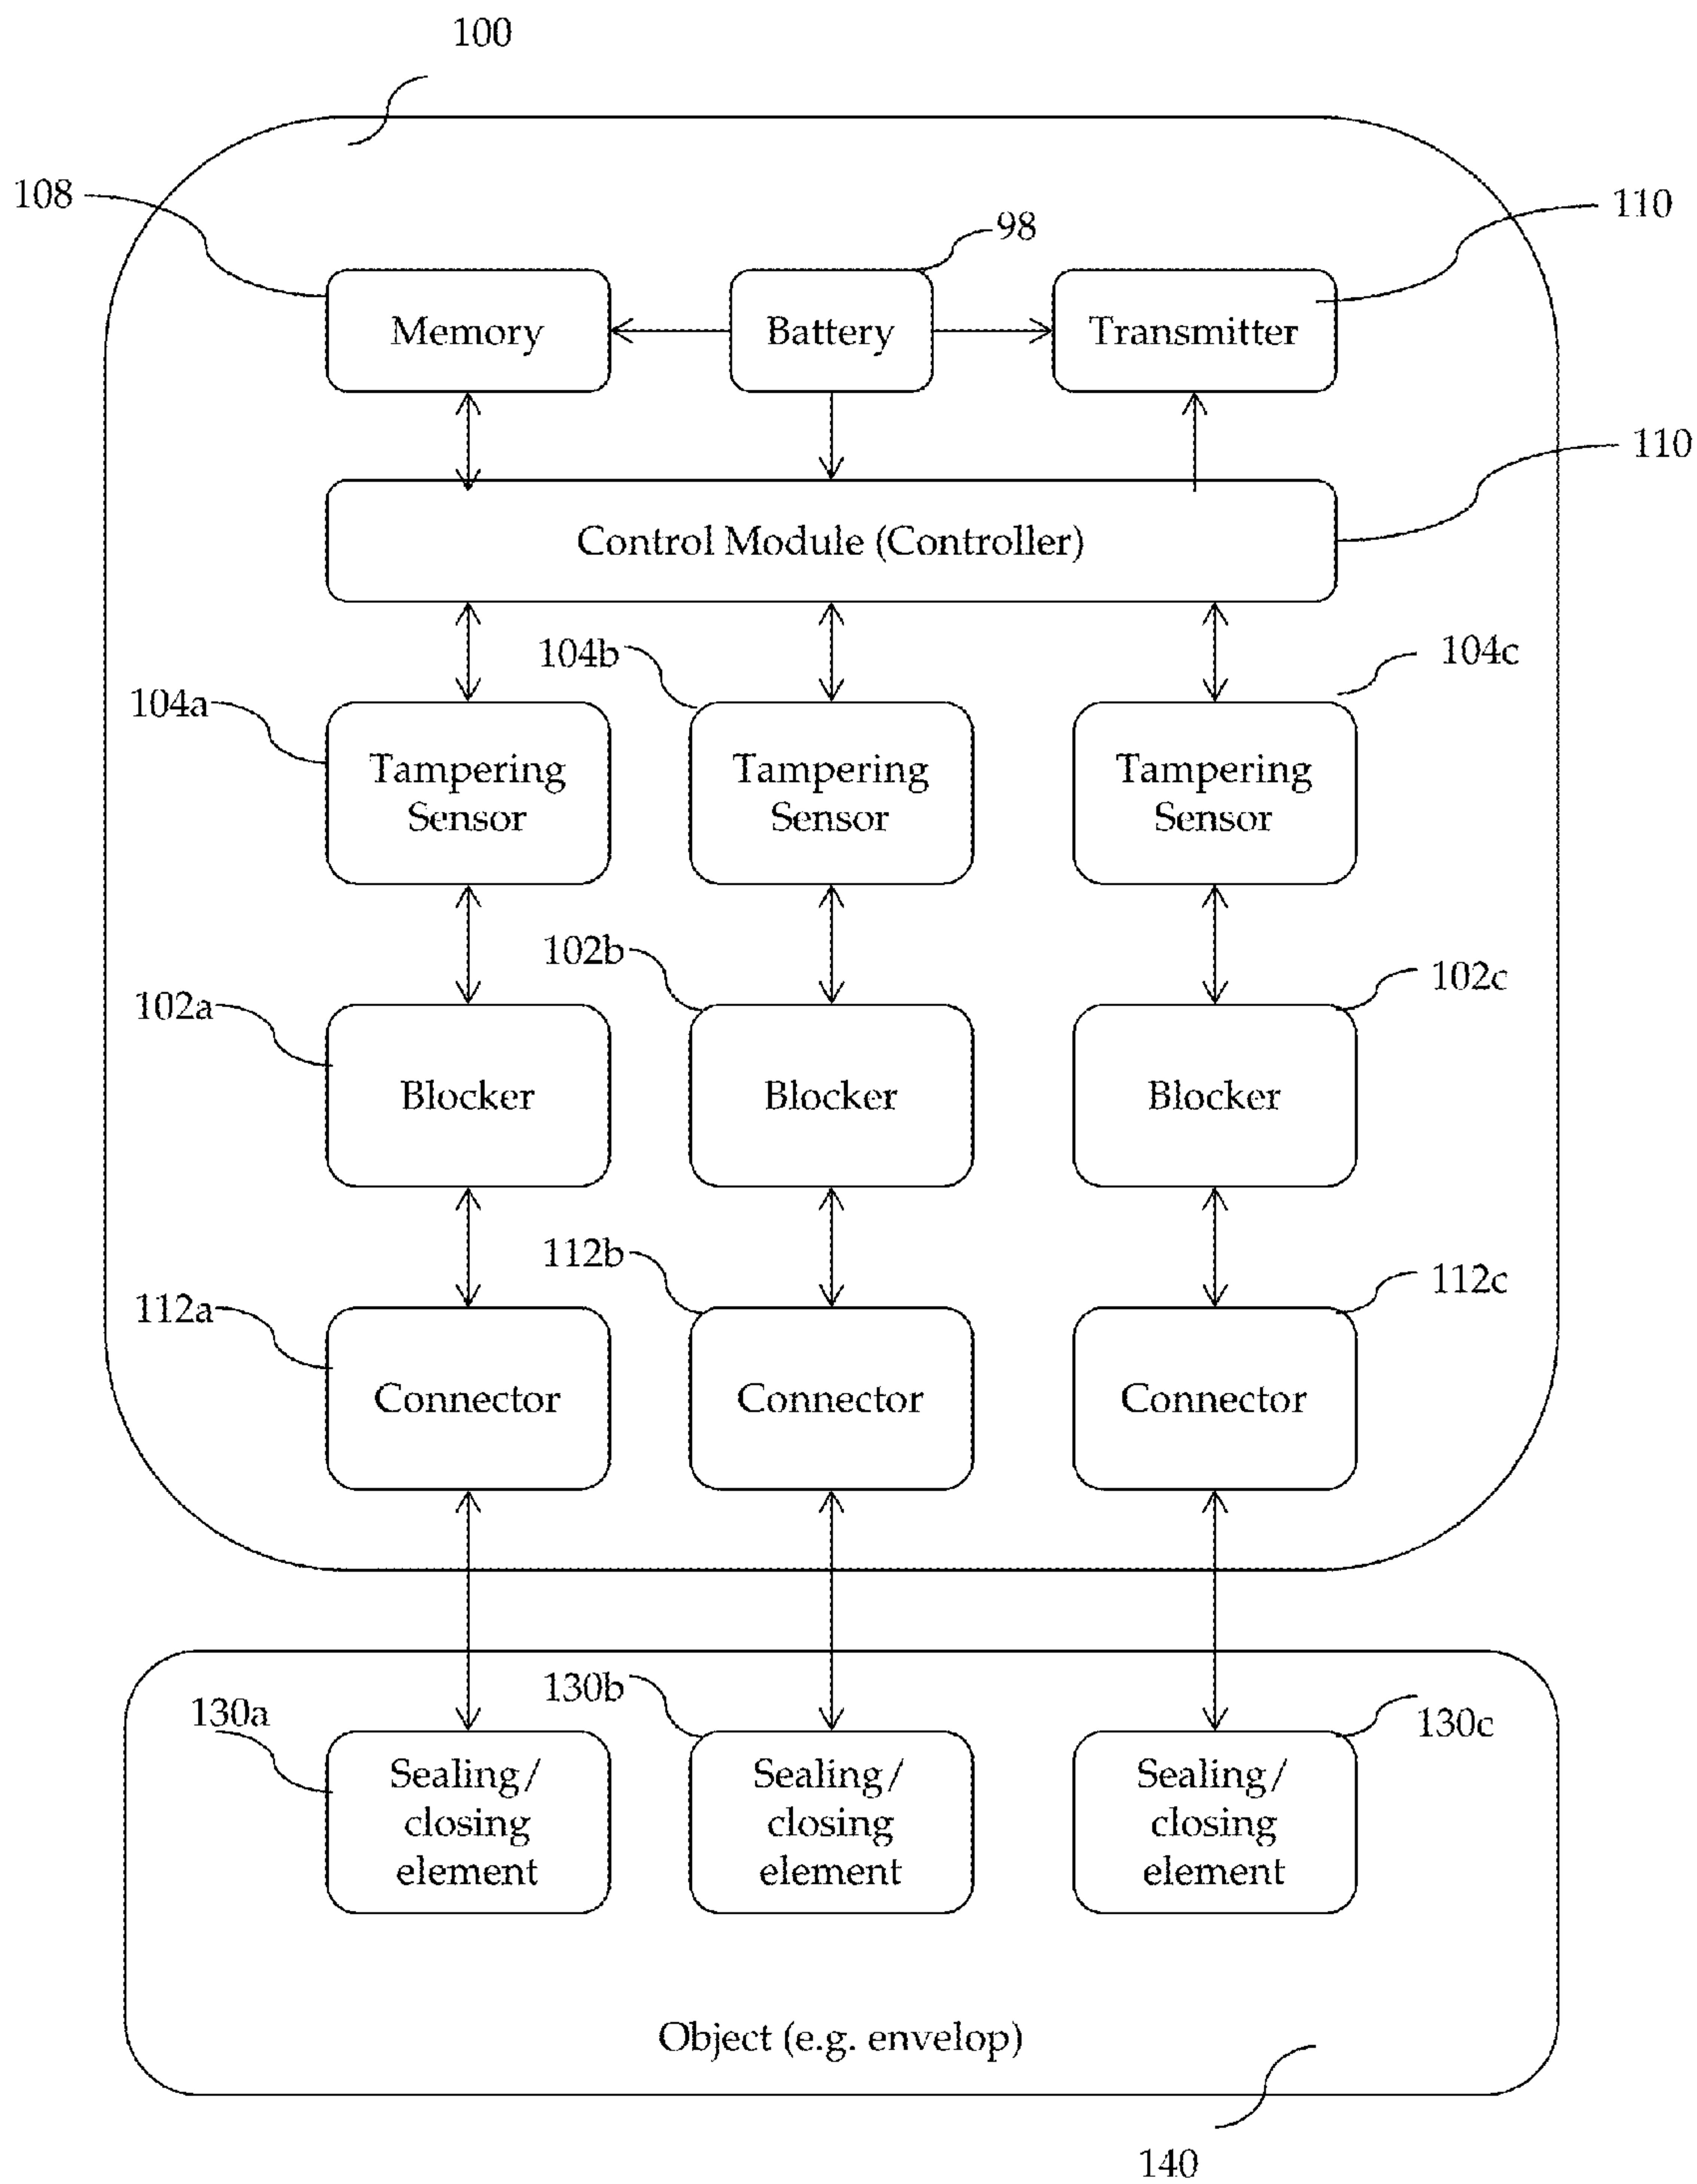 100
108
98
110
Memory
Battery
Transmitter
110
Control Module (Controller)
104a
104b
104c
Tampering
Sensor
Tampering
Sensor
Tampering
Sensor
102a
102b
102c
Blocker
Blocker
Blocker
112a
112b
112c
Connector
Connector
Connector
130a
130b
130c
Sealing/
closing
element
Sealing/
closing
element
Sealing/
closing
element
Object (e.g. envelop)
140